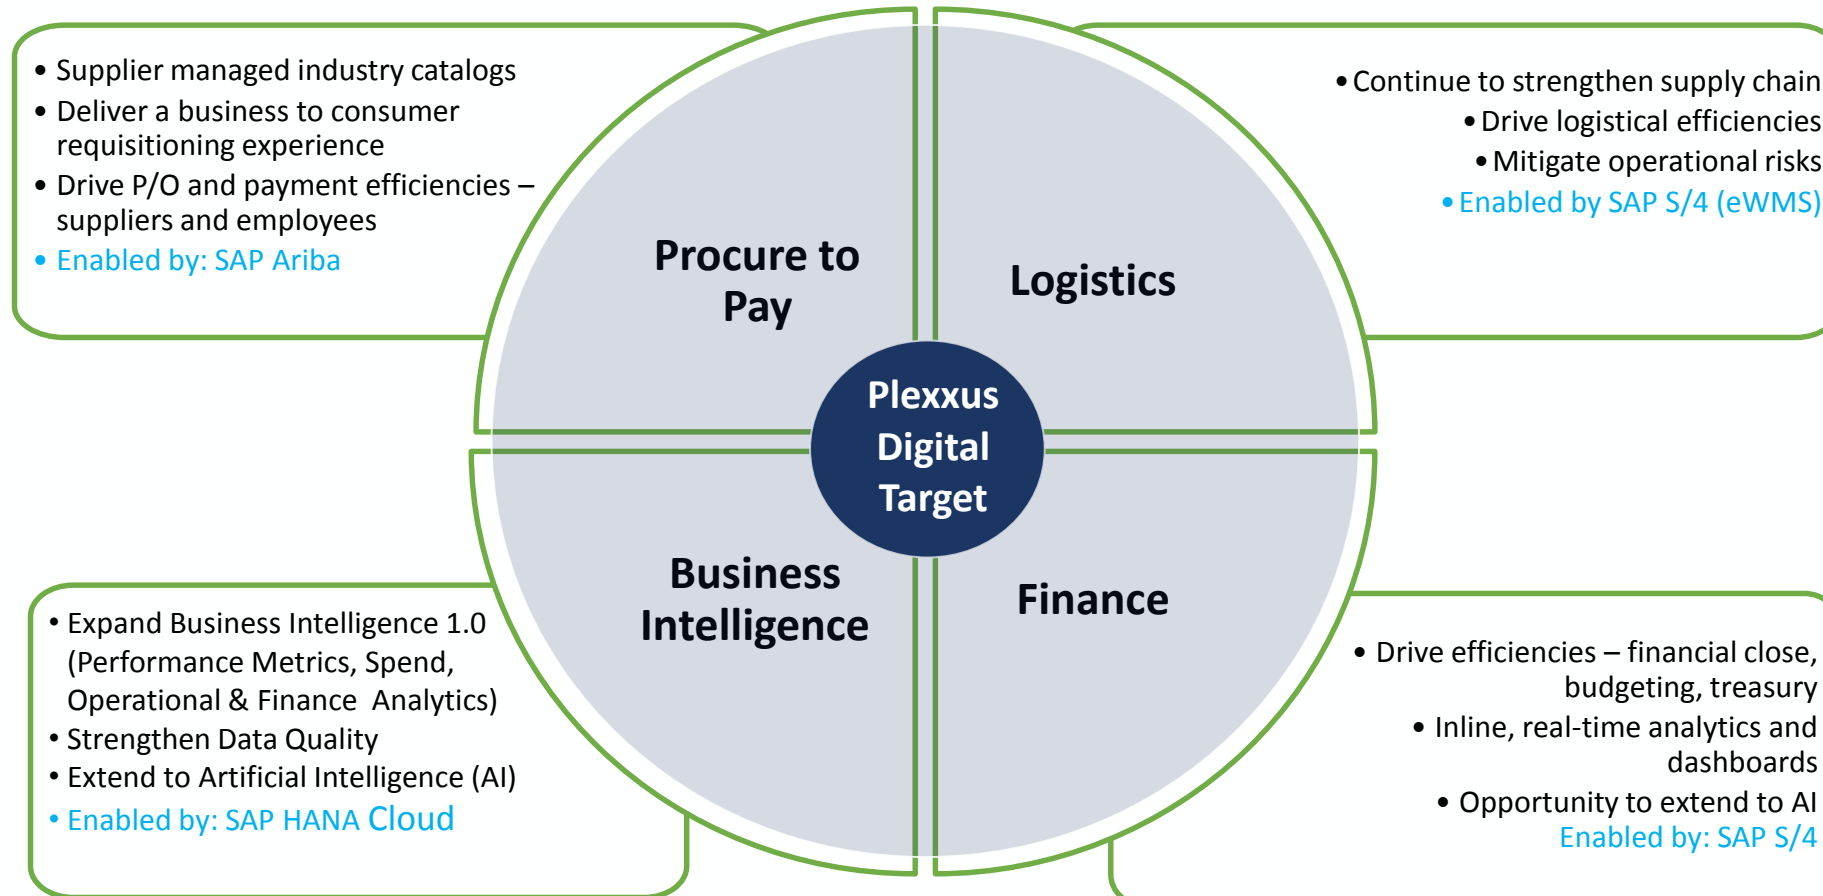 • Supplier managed industry catalogs
• Deliver a business to consumer
requisitioning experience
• Drive P/O and payment efficiencies –
suppliers and employees
• Enabled by: SAP Ariba
• Continue to strengthen supply chain
• Drive logistical efficiencies
• Mitigate operational risks
• Enabled by SAP S/4 (eWMS)
Procure to
Pay
Logistics
Plexxus
Digital
Target
Business
Intelligence
Finance
• Expand Business Intelligence 1.0
(Performance Metrics, Spend,
Operational & Finance Analytics)
• Strengthen Data Quality
• Extend to Artificial Intelligence (AI)
• Enabled by: SAP HANA Cloud
• Drive efficiencies – financial close,
budgeting, treasury
• Inline, real-time analytics and
dashboards
• Opportunity to extend to AI
Enabled by: SAP S/4